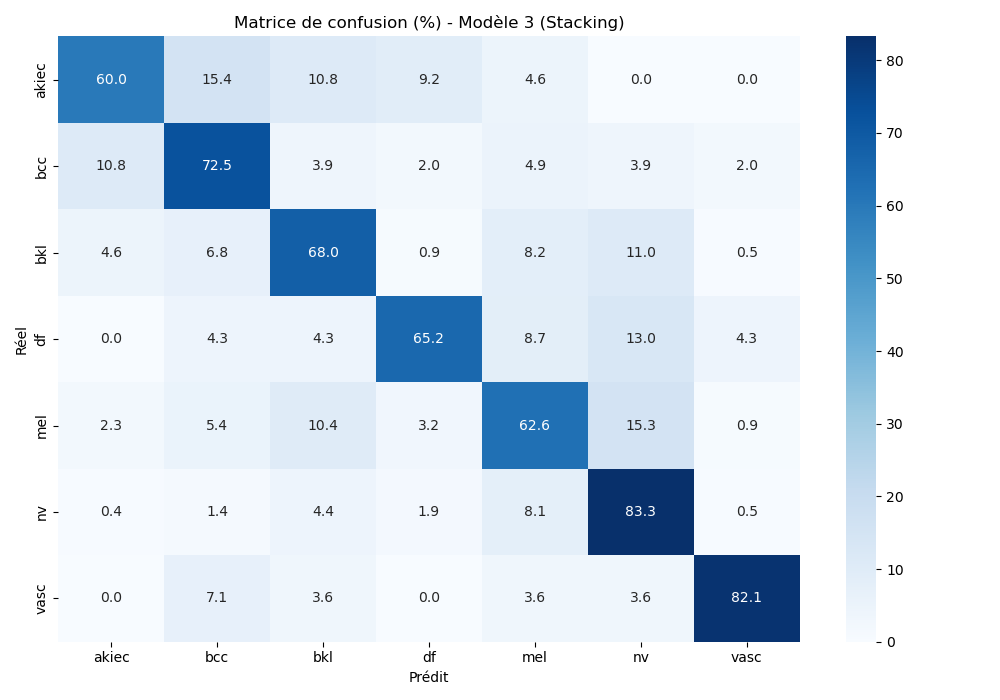 Matrice de confusion (%) - Modèle 3 (Stacking)
akiec 60.0 15.4 10.8 9.2 4.6 0.0 0.0
bcc 10.8 72.5 3.9 2.0 4.9 3.9 2.0
bkl 4.6 6.8 68.0 0.9 8.2 11.0 0.5
df 0.0 4.3 4.3 65.2 8.7 13.0 4.3
mel 2.3 5.4 10.4 3.2 62.6 15.3 0.9
nv 0.4 1.4 4.4 1.9 8.1 83.3 0.5
vasc 0.0 7.1 3.6 0.0 3.6 3.6 82.1
akiec bcc bkl df mel nv vasc
Prédit
Réel
80
70
60
50
40
30
20
10
0